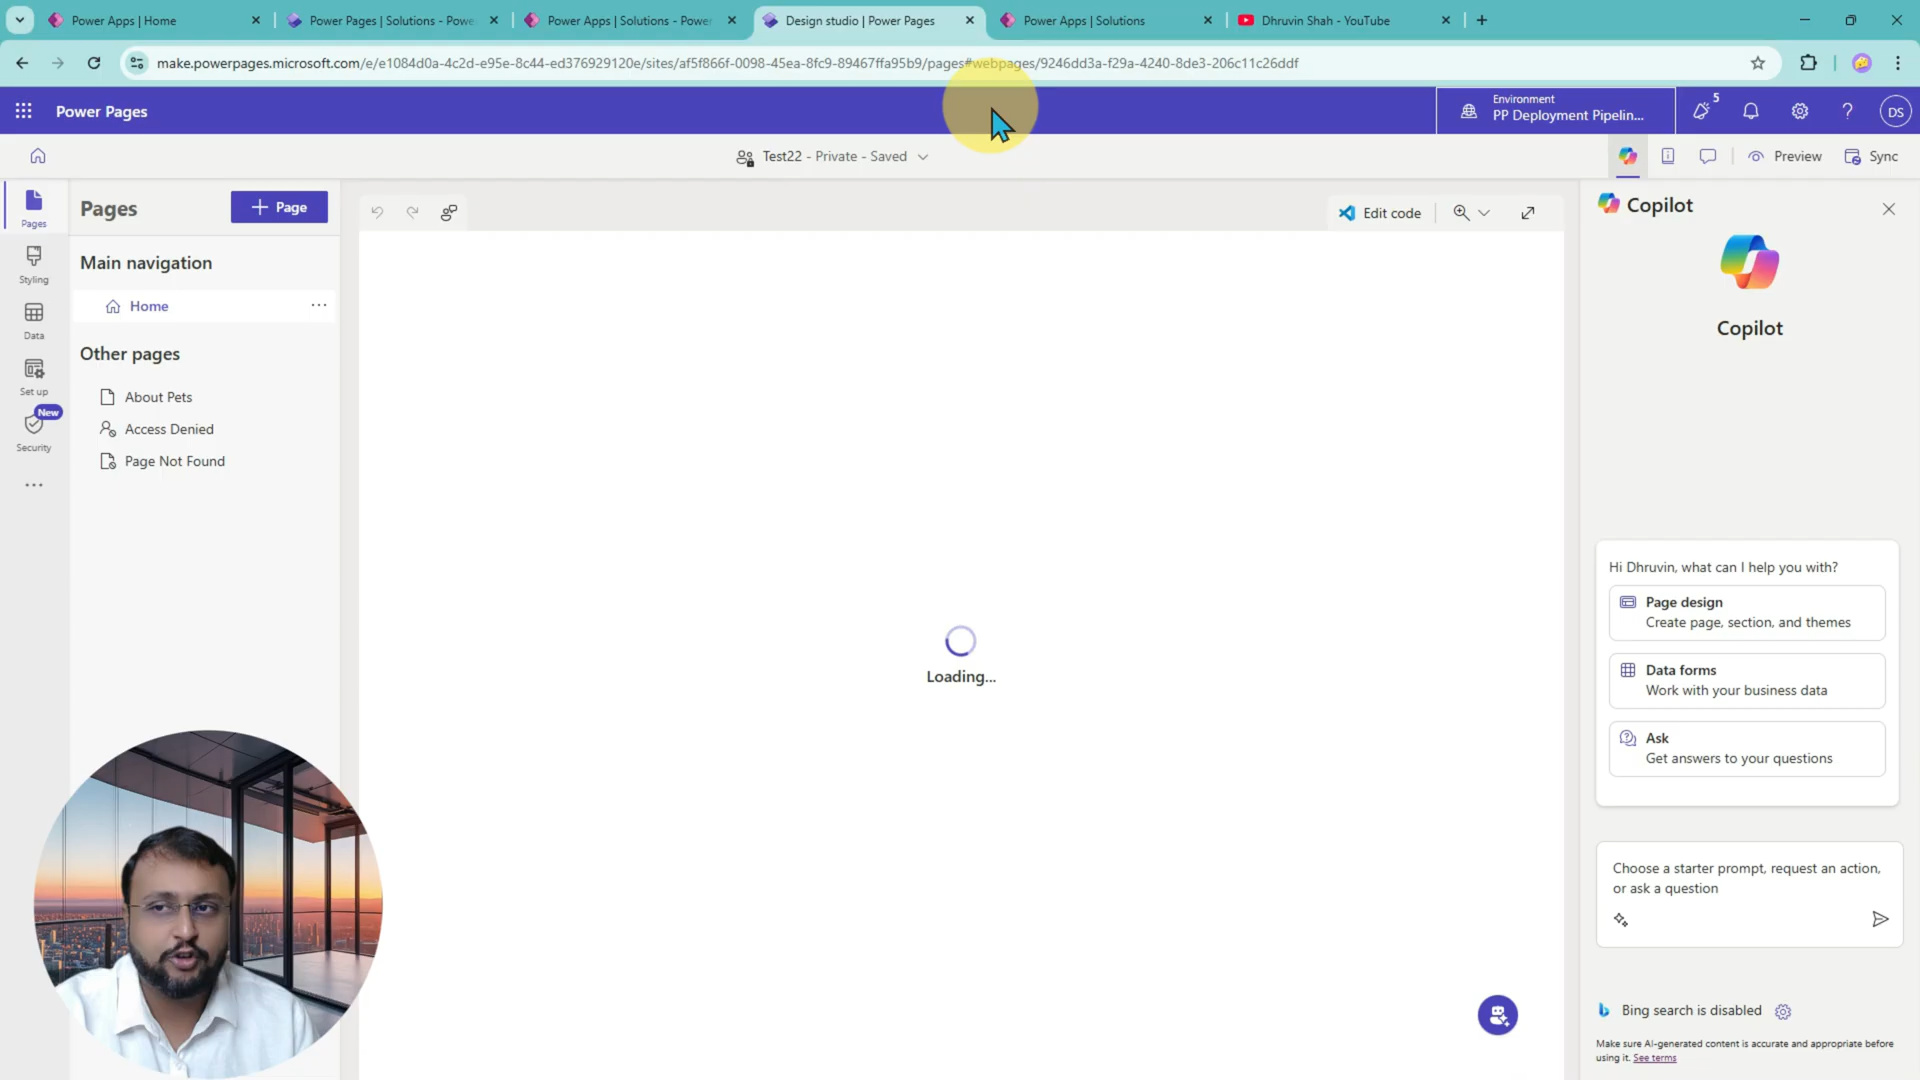 Power Apps | Home
Power Pages | Solutions - Powe
Power Apps | Solutions - Power
Design studio | Power Pages
Power Apps | Solutions
Dhruvin Shah - YouTube
make.powerpages.microsoft.com/e/e1084d0a-4c2d-e95e-8c44-ed376929120e/sites/af5f866f-0098-45ea-8fc9-89467ffa95b9/pages#webpages/9246dd3a-f29a-4240-8de3-206c11c26ddf
Power Pages
Environment
PP Deployment Pipelin...
5
DS
Test22 - Private - Saved
Preview
Sync
Pages
Pages
Page
Edit code
Copilot
Styling
Data
Set up
New
Security
Main navigation
Home
Other pages
About Pets
Access Denied
Page Not Found
Loading...
Copilot
Hi Dhruvin, what can I help you with?
Page design
Create page, section, and themes
Data forms
Work with your business data
Ask
Get answers to your questions
Choose a starter prompt, request an action,
or ask a question
Bing search is disabled
Make sure AI-generated content is accurate and appropriate before
using it. See terms